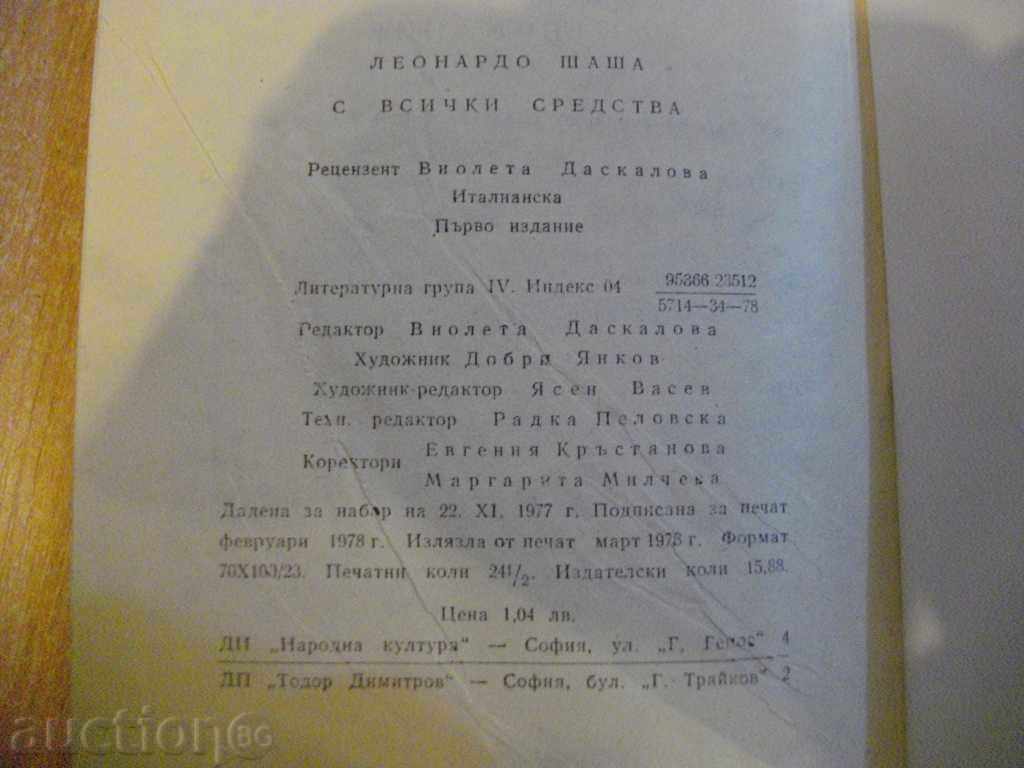 ЛЕОНАРДО ШАША
С ВСИЧКИ СРЕДСТВА
Рецензент Виолета Даскалова
Италианска
Първо издание
Литературна група IV. Индекс 04 95366 23512
5714—34—78
Редактор Виолета Даскалова
Художник Добри Янков
Художник-редактор Ясен Васев
Техн. редактор Радка Пеловска
Коректори Евгения Кръстанова
Маргарита Милчева
Дадена за набор на 22. XI. 1977 г. Подписана за печат
февруари 1978 г. Излязла от печат март 1978 г. Формат
70X100/23. Печатни коли 24 1/2. Издателски коли 15,88.
Цена 1,04 лв.
ДИ „Народна култура“ — София, ул. „Г. Генов“ 4
ДП „Тодор Димитров“ — София, бул. „Г. Трайков“ 2
auctionBG